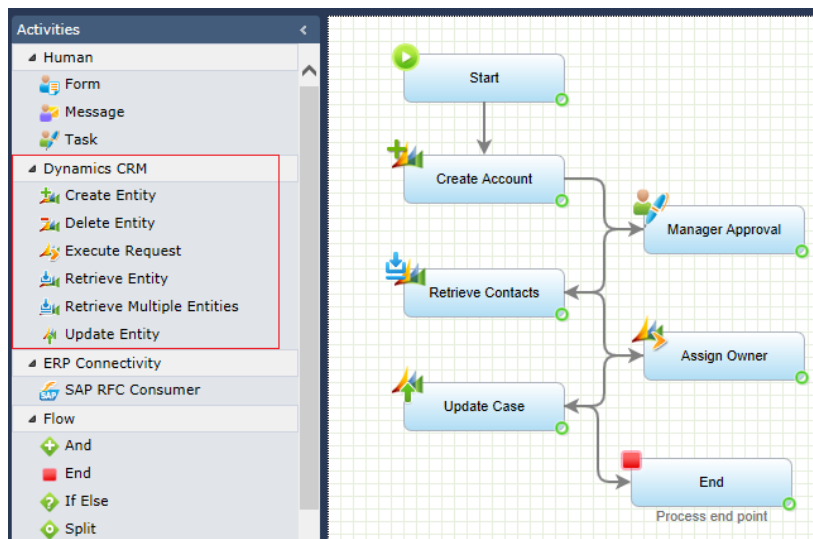 Activities
Human
Form
Message
Task
Dynamics CRM
Create Entity
Delete Entity
Execute Request
Retrieve Entity
Retrieve Multiple Entities
Update Entity
ERP Connectivity
SAP
SAP RFC Consumer
Flow
And
End
If Else
Split
Start
Create Account
Manager Approval
Retrieve Contacts
Assign Owner
Update Case
End
Process end point